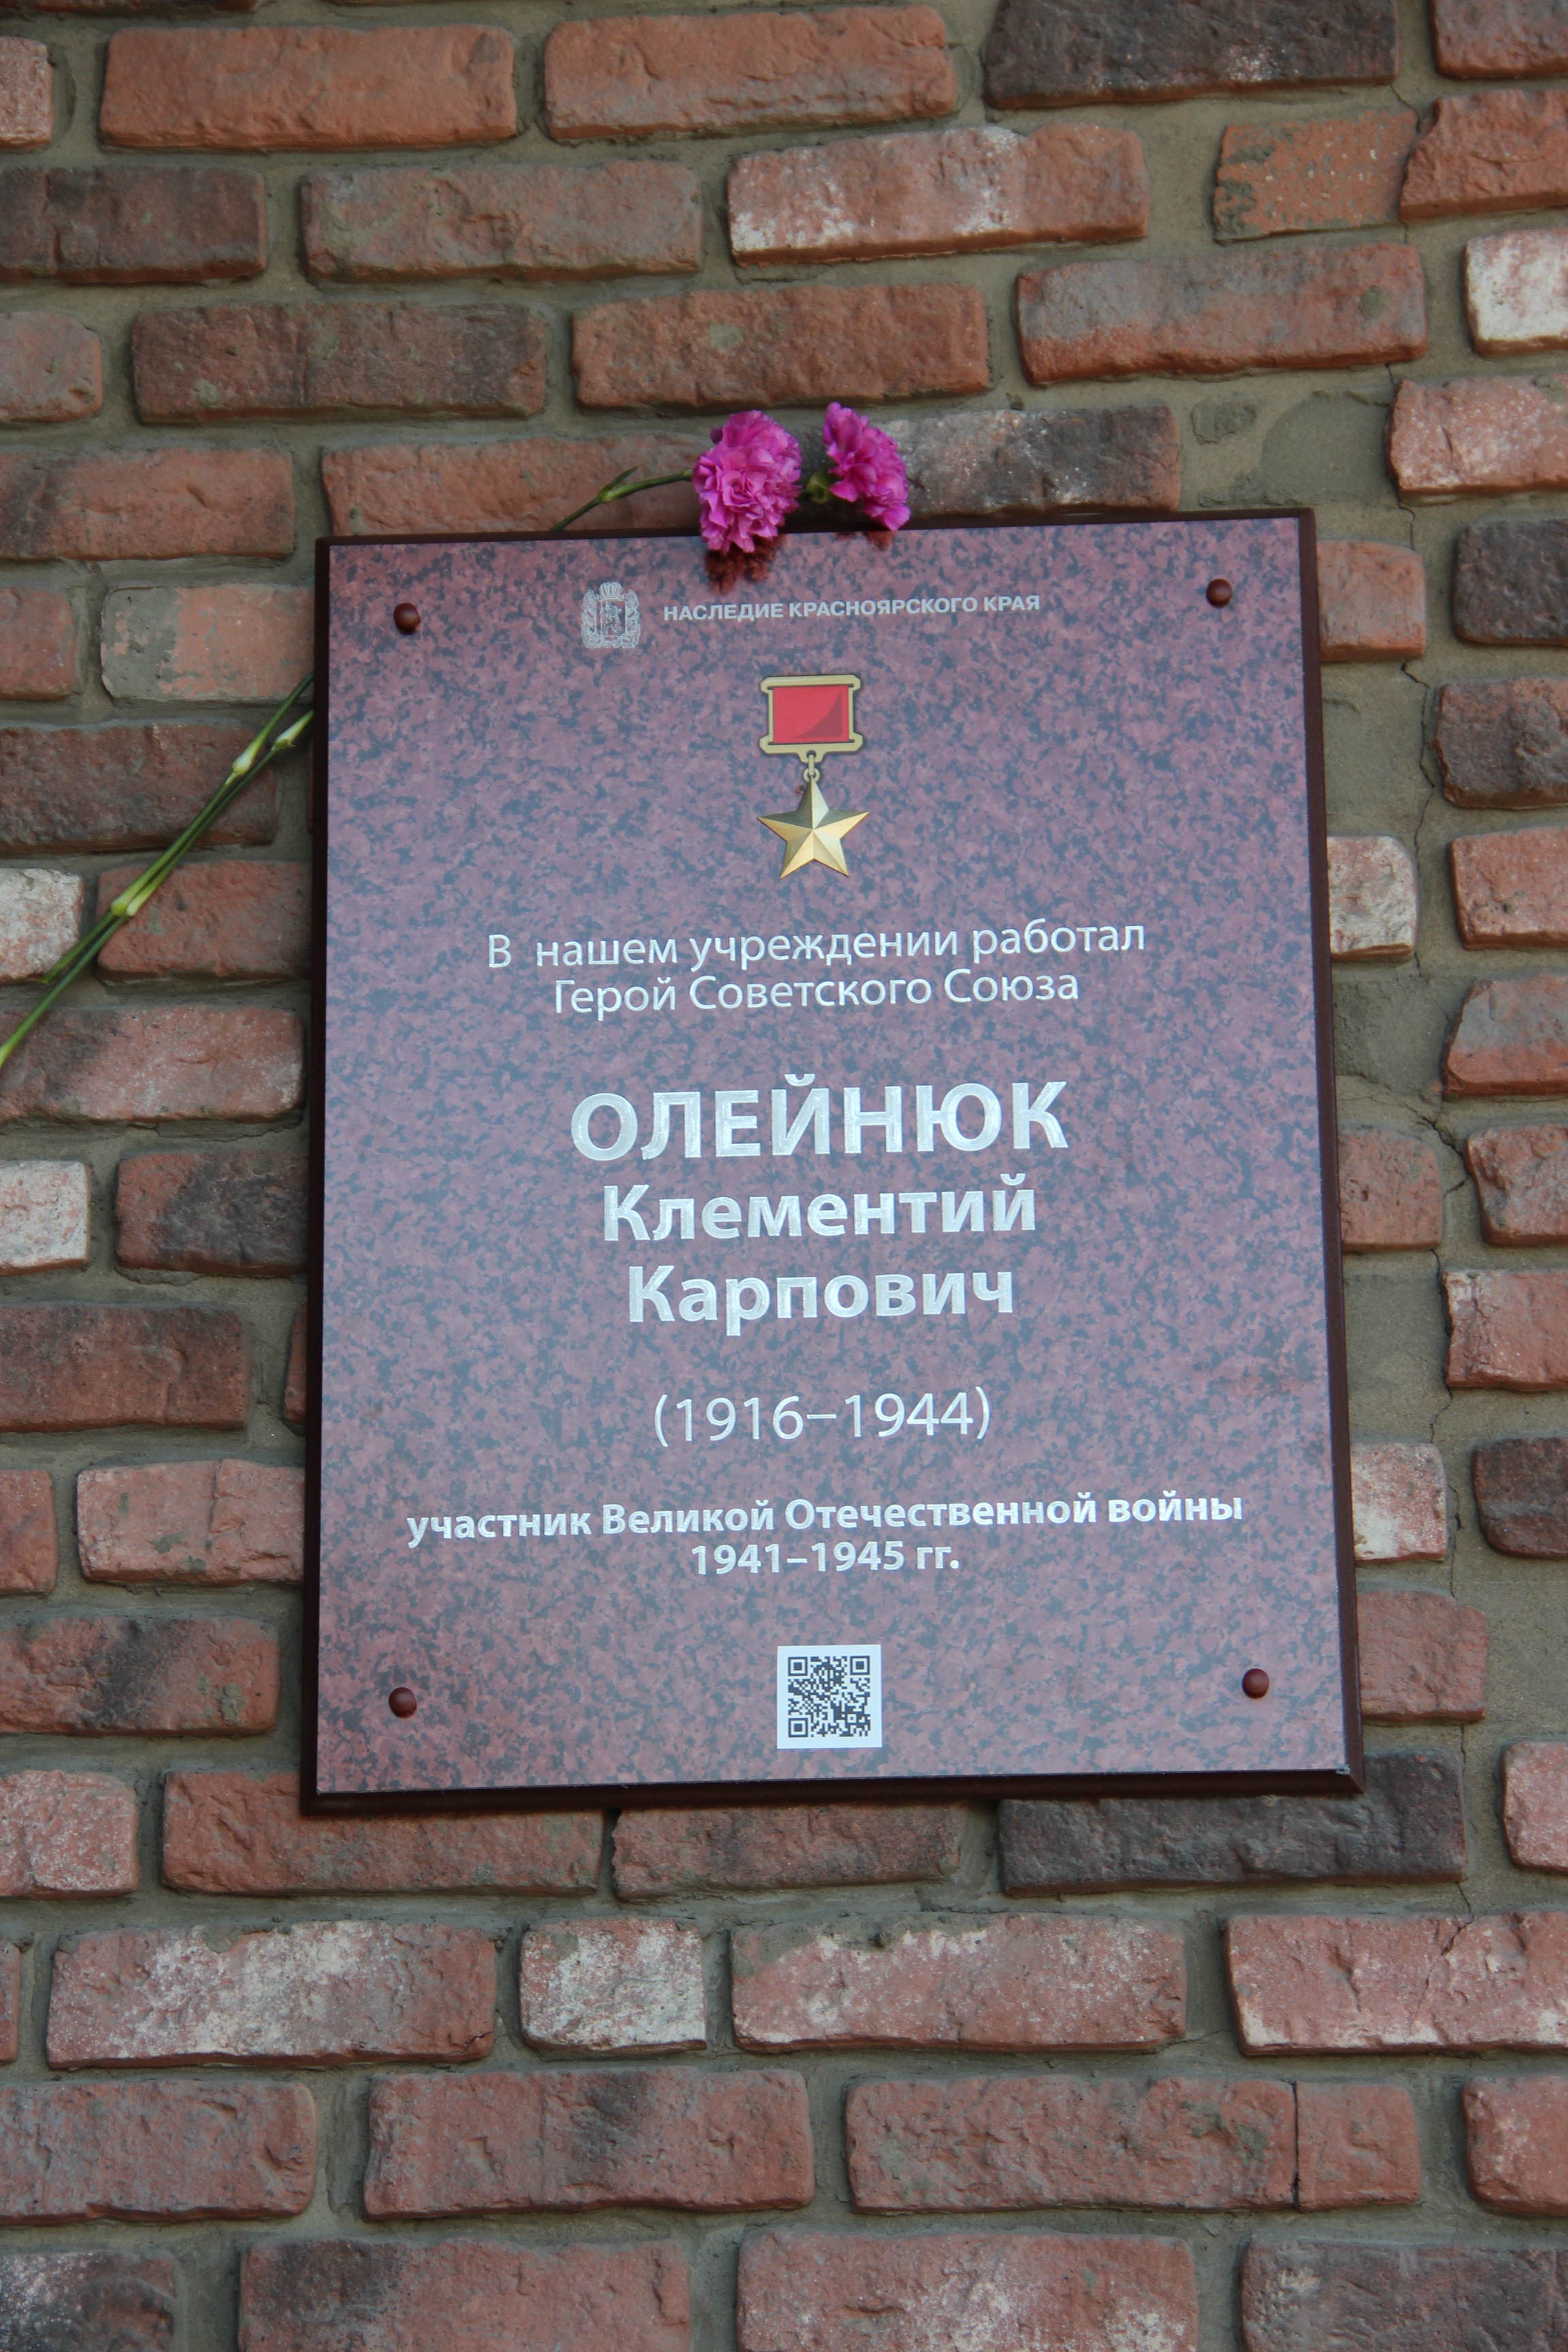 НАСЛЕДИЕ КРАСНОЯРСКОГО КРАЯ
В нашем учреждении работал
Герой Советского Союза
ОЛЕЙНЮК
Клементий
Карпович
(1916–1944)
участник Великой Отечественной войны
1941–1945 гг.